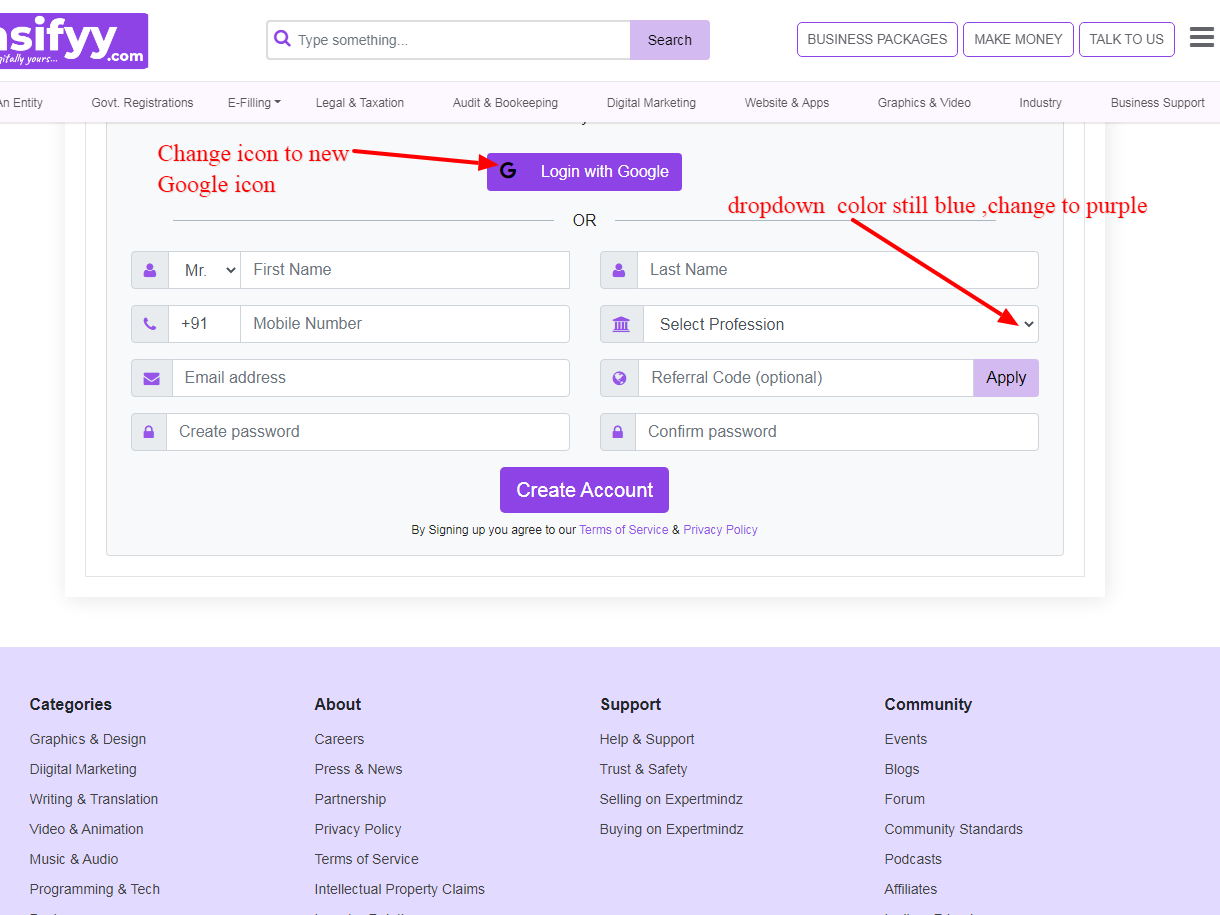 sifyy
.com
Type something...
Search
BUSINESS PACKAGES
MAKE MONEY
TALK TO US
An Entity
Govt. Registrations
E-Filling
Legal & Taxation
Audit & Bookeeping
Digital Marketing
Website & Apps
Graphics & Video
Industry
Business Support
Change icon to new
Google icon
G
Login with Google
dropdown color still blue ,change to purple
OR
Mr.
First Name
Last Name
+91
Mobile Number
Select Profession
Email address
Referral Code (optional)
Apply
Create password
Confirm password
Create Account
By Signing up you agree to our Terms of Service & Privacy Policy
Categories
Graphics & Design
Diigital Marketing
Writing & Translation
Video & Animation
Music & Audio
Programming & Tech
About
Careers
Press & News
Partnership
Privacy Policy
Terms of Service
Intellectual Property Claims
Support
Help & Support
Trust & Safety
Selling on Expertmindz
Buying on Expertmindz
Community
Events
Blogs
Forum
Community Standards
Podcasts
Affiliates